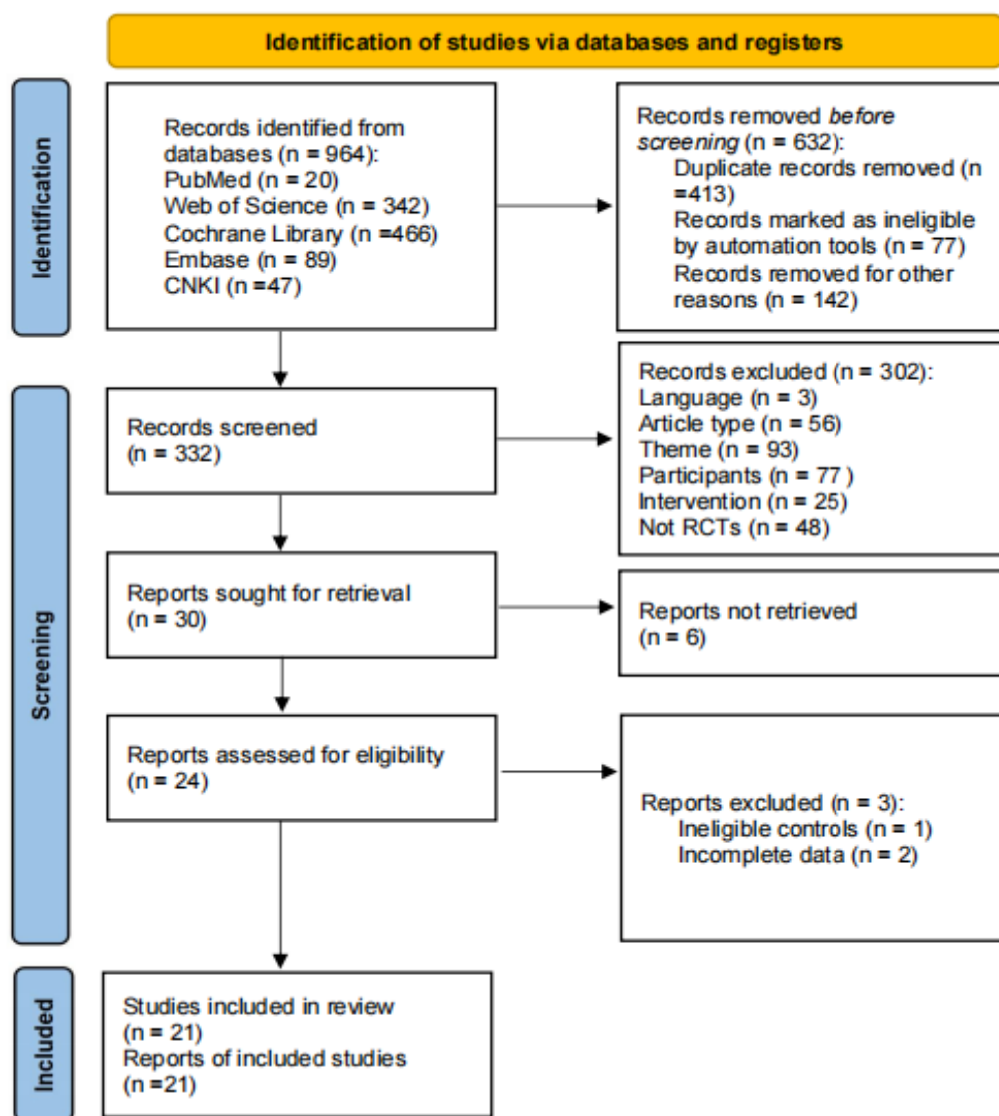 Identification of studies via databases and registers
Identification
Records identified from
databases (n = 964):
PubMed (n = 20)
Web of Science (n = 342)
Cochrane Library (n =466)
Embase (n = 89)
CNKI (n =47)
Records removed before
screening (n = 632):
Duplicate records removed (n
=413)
Records marked as ineligible
by automation tools (n = 77)
Records removed for other
reasons (n = 142)
Screening
Records screened
(n = 332)
Records excluded (n = 302):
Language (n = 3)
Article type (n = 56)
Theme (n = 93)
Participants (n = 77 )
Intervention (n = 25)
Not RCTs (n = 48)
Reports sought for retrieval
(n = 30)
Reports not retrieved
(n = 6)
Reports assessed for eligibility
(n = 24)
Reports excluded (n = 3):
Ineligible controls (n = 1)
Incomplete data (n = 2)
Included
Studies included in review
(n = 21)
Reports of included studies
(n =21)